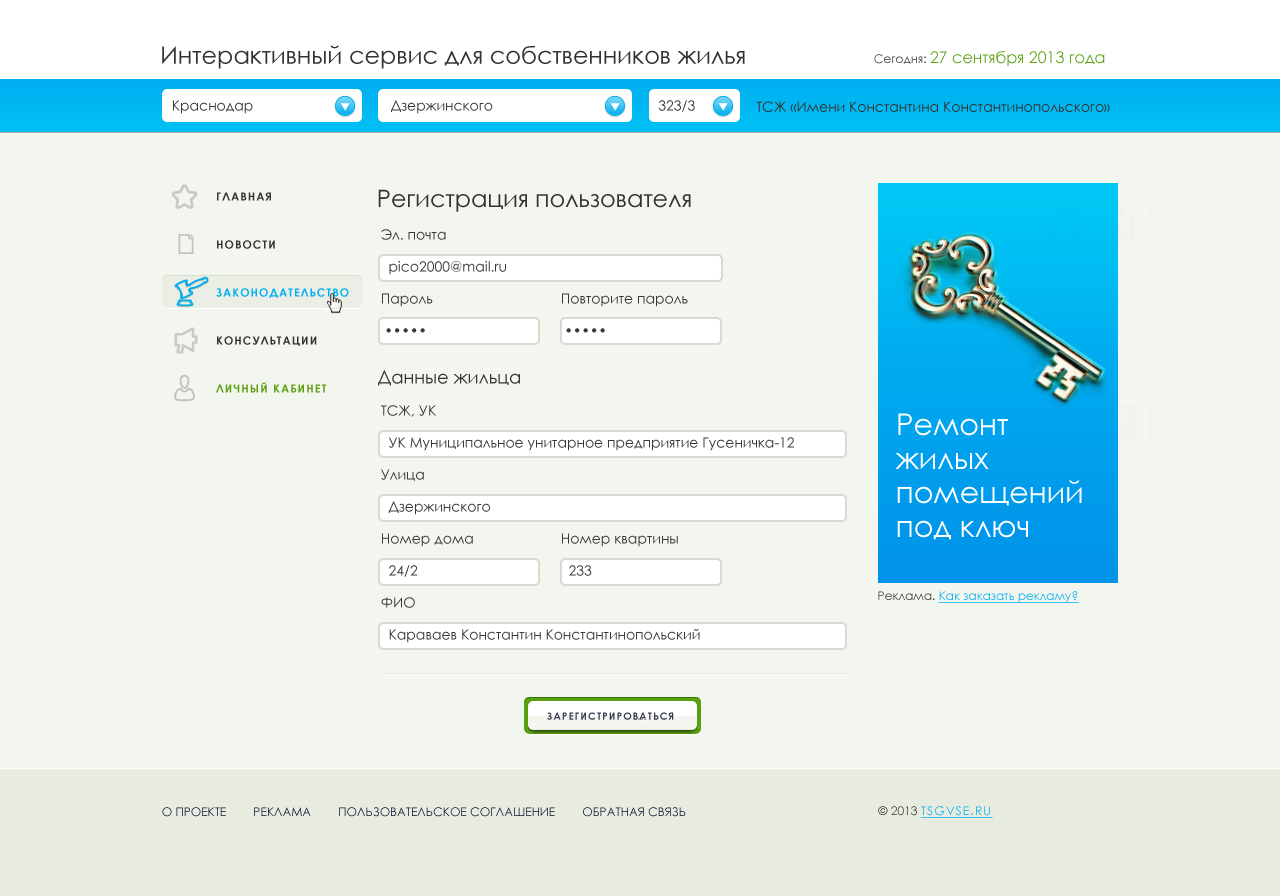 Интерактивный сервис для собственников жилья
Сегодня: 27 сентября 2013 года
Краснодар
Дзержинского
323/3
ТСЖ «Имени Константина Константинопольского»
ГЛАВНАЯ
НОВОСТИ
ЗАКОНОДАТЕЛЬСТВО
КОНСУЛЬТАЦИИ
ЛИЧНЫЙ КАБИНЕТ
Регистрация пользователя
Эл. почта
pico2000@mail.ru
Пароль
Повторите пароль
•••••
•••••
Данные жильца
ТСЖ, УК
УК Муниципальное унитарное предприятие Гусеничка-12
Улица
Дзержинского
Номер дома
Номер квартины
24/2
233
ФИО
Караваев Константин Константинопольский
ЗАРЕГИСТРИРОВАТЬСЯ
Ремонт
жилых
помещений
под ключ
Реклама. Как заказать рекламу?
О ПРОЕКТЕ
РЕКЛАМА
ПОЛЬЗОВАТЕЛЬСКОЕ СОГЛАШЕНИЕ
ОБРАТНАЯ СВЯЗЬ
© 2013 TSGVSE.RU